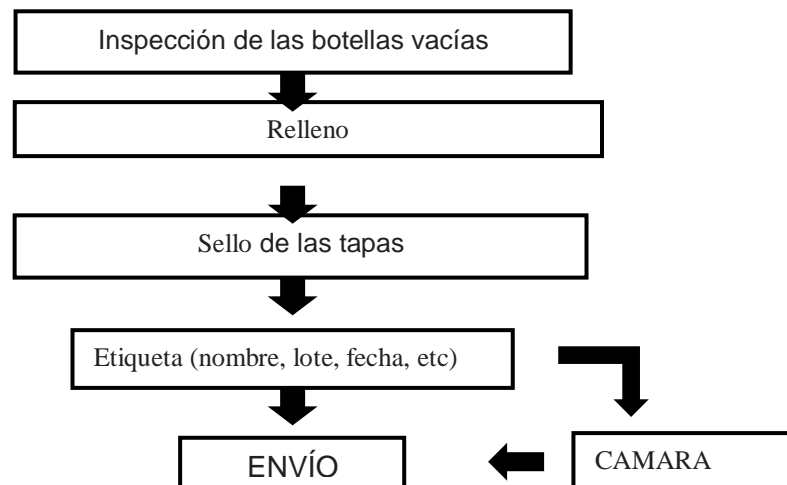 Inspección de las botellas vacías
Relleno
Sello de las tapas
Etiqueta (nombre, lote, fecha, etc)
ENVÍO
CAMARA